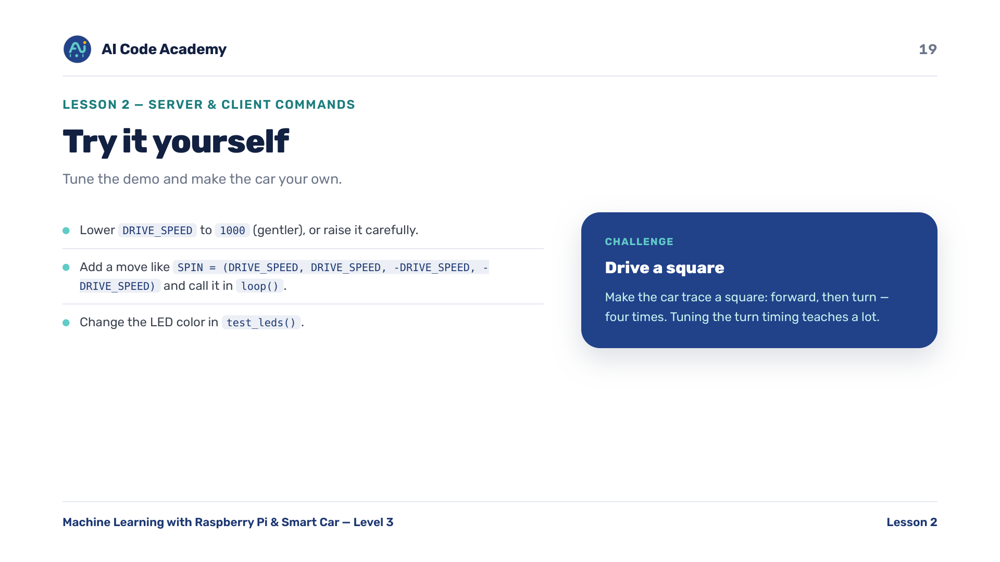 AI Code Academy
19
LESSON 2 — SERVER & CLIENT COMMANDS
Try it yourself
Tune the demo and make the car your own.
Lower DRIVE_SPEED to 1000 (gentler), or raise it carefully.
Add a move like SPIN = (DRIVE_SPEED, DRIVE_SPEED, -DRIVE_SPEED, -
DRIVE_SPEED) and call it in loop().
Change the LED color in test_leds().
CHALLENGE
Drive a square
Make the car trace a square: forward, then turn —
four times. Tuning the turn timing teaches a lot.
Machine Learning with Raspberry Pi & Smart Car — Level 3
Lesson 2